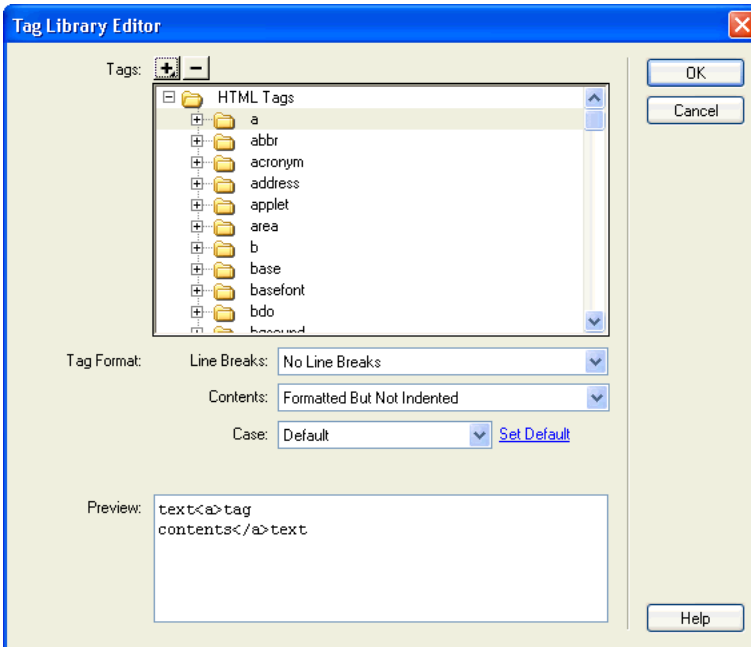 Tag Library Editor
Tags:
OK
HTML Tags
Cancel
a
abbr
acronym
address
applet
area
b
base
basefont
bdo
bgsound
Tag Format: Line Breaks: No Line Breaks
Contents: Formatted But Not Indented
Case: Default Set Default
Preview: text<a>tag
contents</a>text
Help